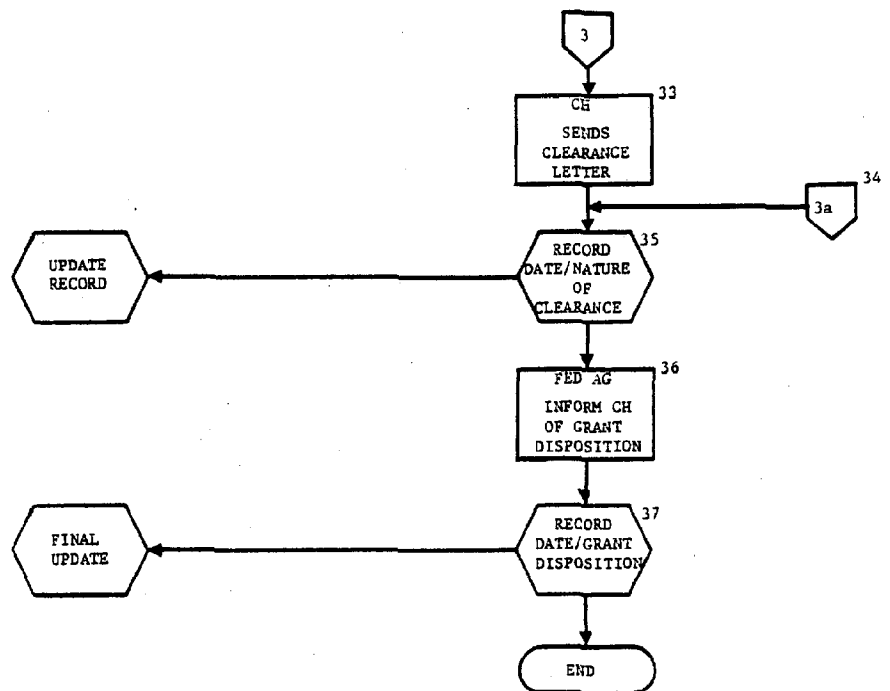 3
33
CH
SENDS
CLEARANCE
LETTER
34
3a
35
RECORD
DATE/NATURE
OF
CLEARANCE
UPDATE
RECORD
36
FED AG
INFORM CH
OF GRANT
DISPOSITION
37
RECORD
DATE/GRANT
DISPOSITION
FINAL
UPDATE
END